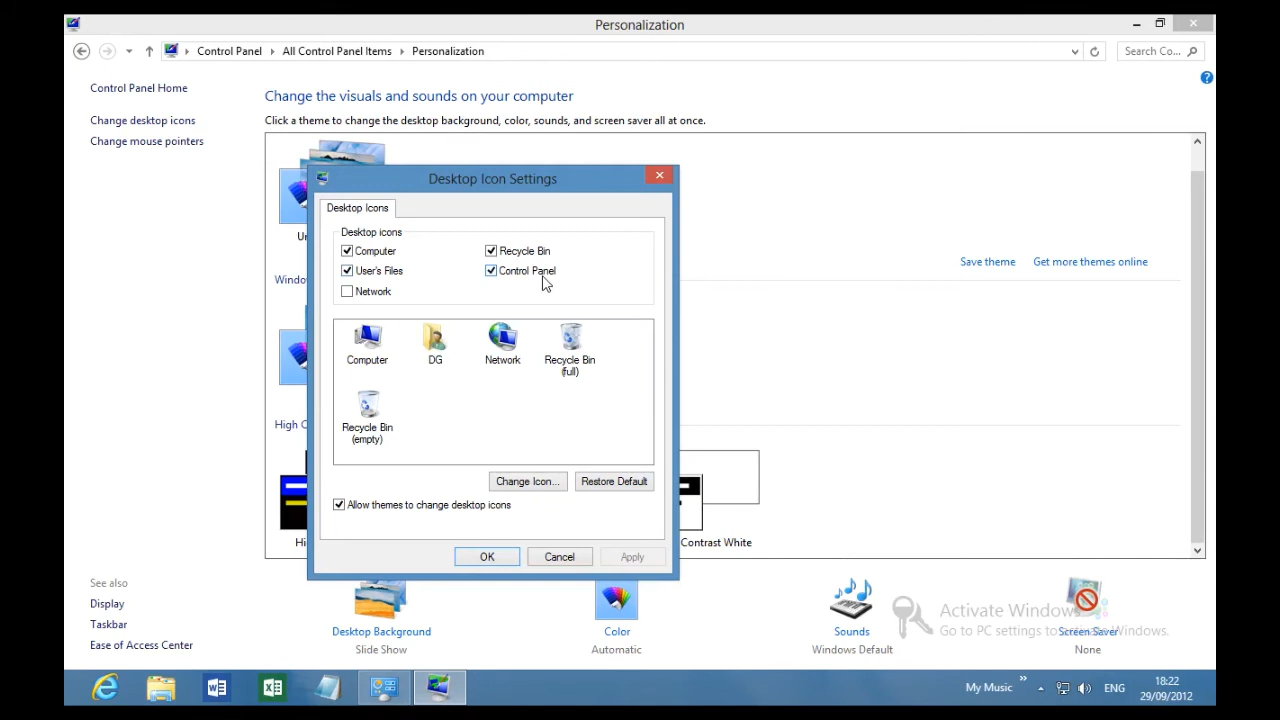 Personalization
Control Panel
All Control Panel Items
Personalization
Search Co...
Control Panel Home
Change desktop icons
Change mouse pointers
Change the visuals and sounds on your computer
Click a theme to change the desktop background, color, sounds, and screen saver all at once.
Desktop Icon Settings
Desktop Icons
Desktop icons
Computer
Recycle Bin
User's Files
Control Panel
Network
Computer
DG
Network
Recycle Bin
(full)
Recycle Bin
(empty)
Change Icon...
Restore Default
Allow themes to change desktop icons
OK
Cancel
Apply
Save theme
Get more themes online
Contrast White
See also
Display
Taskbar
Ease of Access Center
Desktop Background
Slide Show
Color
Automatic
Sounds
Windows Default
Screen Saver
None
Activate Windows
Go to PC settings to activate Windows.
My Music
ENG
18:22
29/09/2012